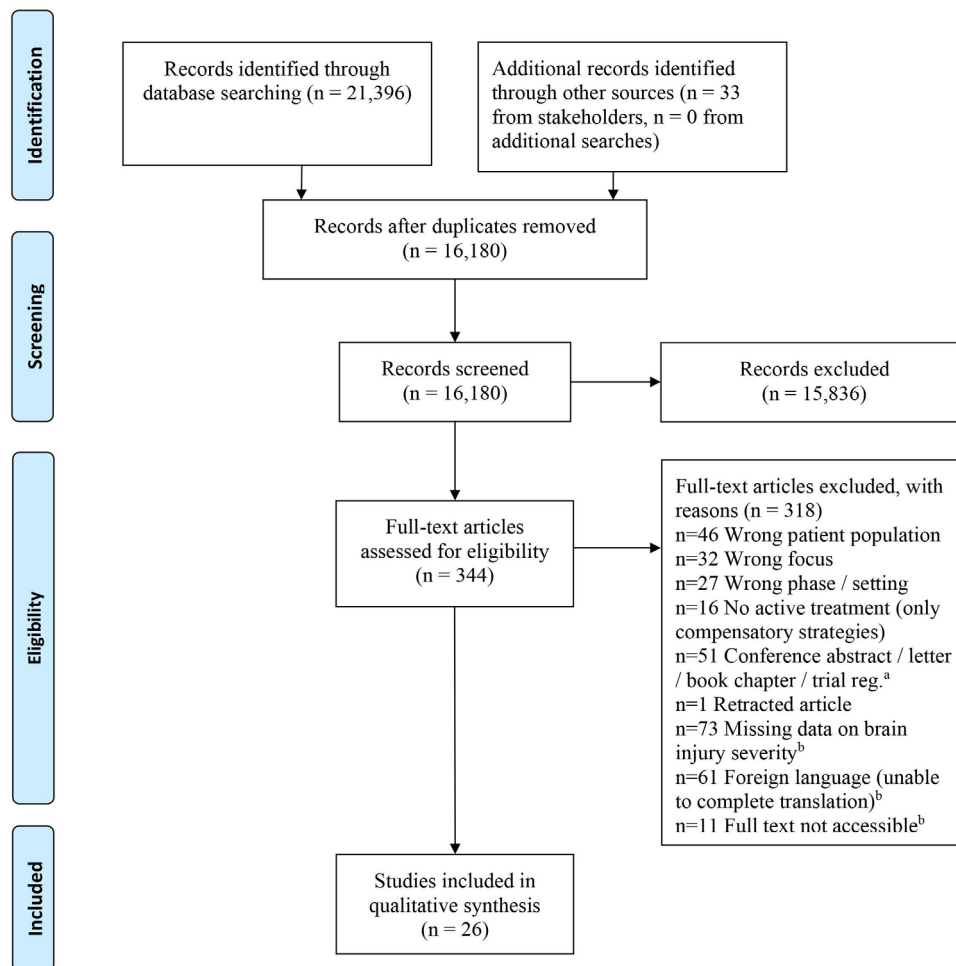 Identification
Records identified through
database searching (n = 21,396)
Additional records identified
through other sources (n = 33
from stakeholders,
n = 0 from
additional searches)
Records after duplicates removed
(n = 16,180)
Screening
Records screened
(n = 16,180)
Records excluded
(n = 15,836)
Eligibility
Full-text articles
assessed for eligibility
(n = 344)
Full-text articles excluded, with
reasons (n = 318)
n=46 Wrong patient population
n=32 Wrong focus
n=27 Wrong phase / setting
n=16 No active treatment (only
compensatory strategies)
n=51 Conference abstract / letter
/ book chapter / trial reg.ᵃ
n=1 Retracted article
n=73 Missing data on brain
injury severityᵇ
n=61 Foreign language (unable
to complete translation)ᵇ
n=11 Full text not accessibleᵇ
Included
Studies included in
qualitative synthesis
(n = 26)